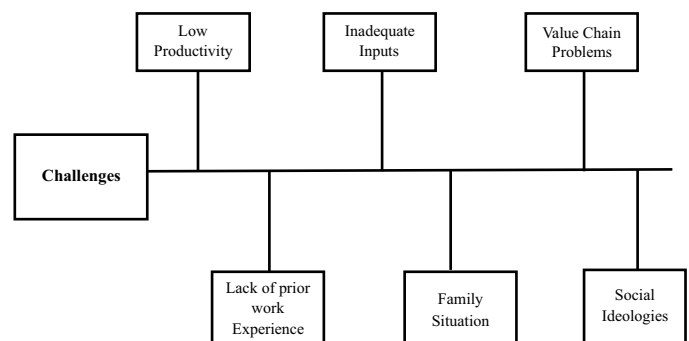 Low
Productivity
Inadequate
Inputs
Value Chain
Problems
Challenges
Lack of prior
work
Experience
Family
Situation
Social
Ideologies